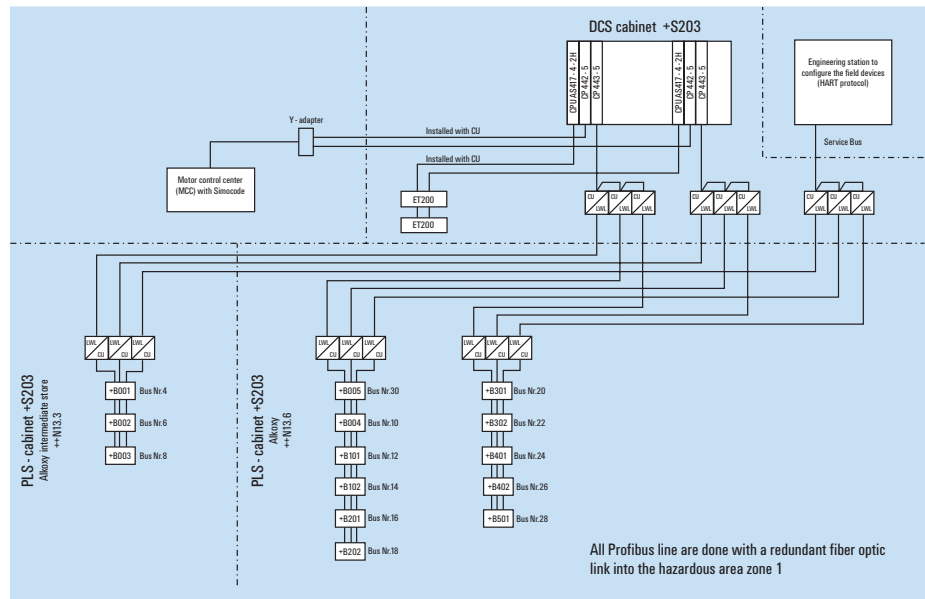 DCS cabinet +S203
CPU AS417 - 4 - 2H
CP 442 - 5
CP 443 - 5
CPU AS417 - 4 - 2H
CP 442 - 5
CP 443 - 5
Engineering station to
configure the field devices
(HART protocol)
Y - adapter
Installed with CU
Service Bus
Installed with CU
Motor control center
(MCC) with Simocode
ET200
ET200
CU LWL CU LWL CU LWL
CU LWL CU LWL CU LWL
CU LWL CU LWL CU LWL
LWL CU LWL CU LWL CU
LWL CU LWL CU LWL CU
LWL CU LWL CU LWL CU
PLS - cabinet +S203
Alkoxy intermediate store
++N13.3
+B001 Bus Nr.4
+B002 Bus Nr.6
+B003 Bus Nr.8
PLS - cabinet +S203
Alkoxy
++N13.6
+B005 Bus Nr.30
+B004 Bus Nr.10
+B101 Bus Nr.12
+B102 Bus Nr.14
+B201 Bus Nr.16
+B202 Bus Nr.18
+B301 Bus Nr.20
+B302 Bus Nr.22
+B401 Bus Nr.24
+B402 Bus Nr.26
+B501 Bus Nr.28
All Profibus line are done with a redundant fiber optic
link into the hazardous area zone 1